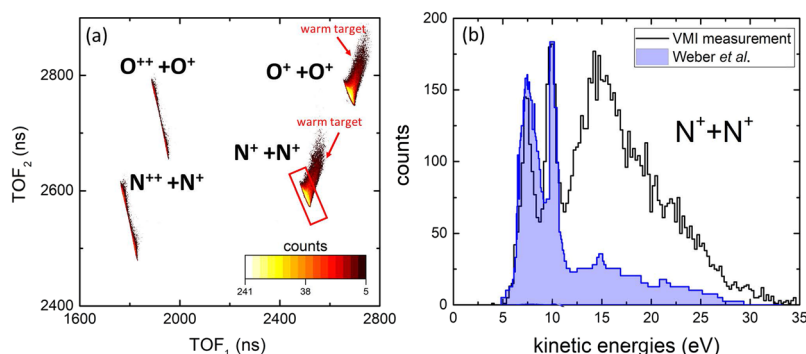 (a)
warm target
O⁺⁺ +O⁺
O⁺ +O⁺
warm target
N⁺ +N⁺
N⁺⁺ +N⁺
counts
241 38 5
2800
2600
2400
TOF₂ (ns)
1600 2000 2400 2800
TOF₁ (ns)
(b)
VMI measurement
Weber et al.
N⁺+N⁺
200
150
100
50
0
counts
0 5 10 15 20 25 30 35
kinetic energies (eV)